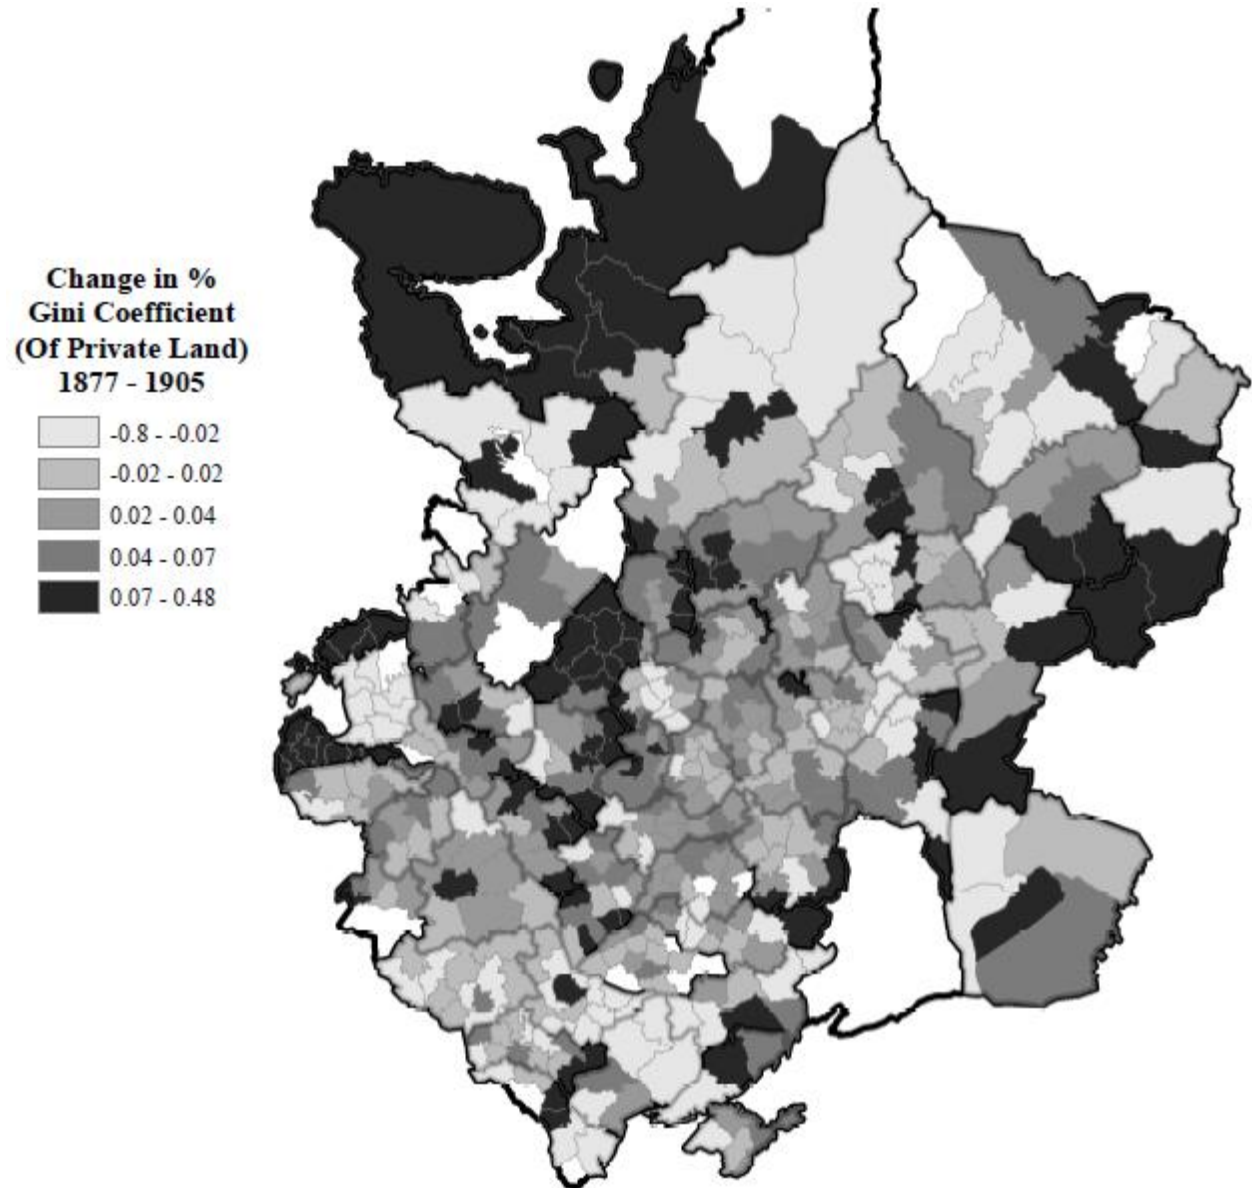 Change in %
Gini Coefficient
(Of Private Land)
1877 - 1905
-0.8 - -0.02
-0.02 - 0.02
0.02 - 0.04
0.04 - 0.07
0.07 - 0.48